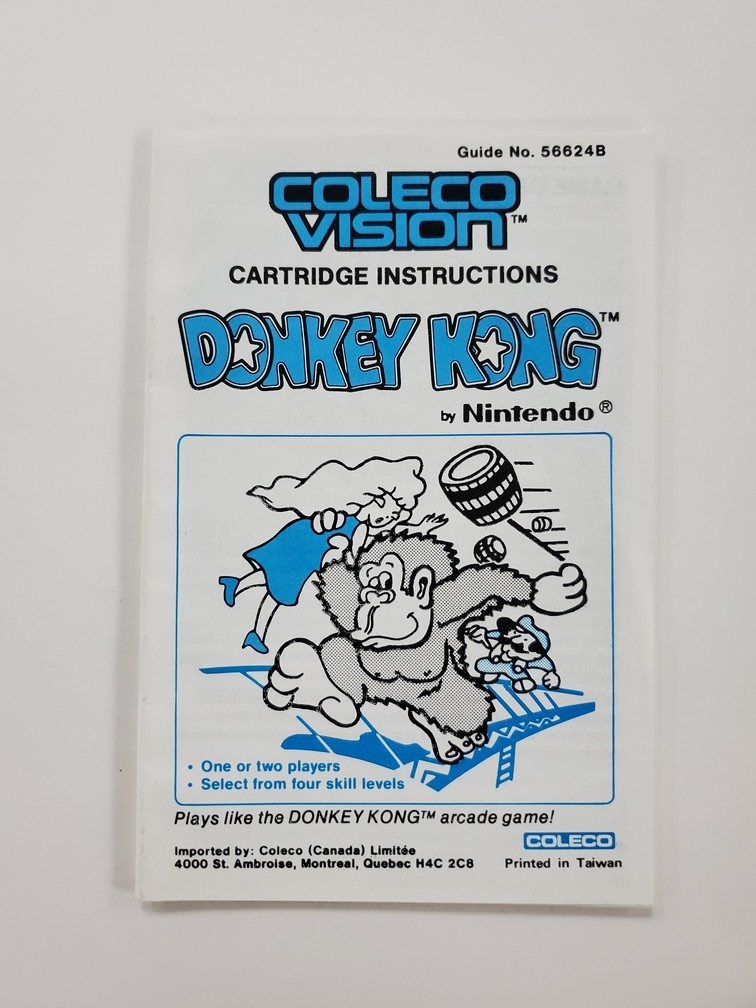 Guide No. 56624B
COLECO
VISION™
CARTRIDGE INSTRUCTIONS
DONKEY KONG™
by Nintendo®
• One or two players
• Select from four skill levels
Plays like the DONKEY KONG™ arcade game!
COLECO
Imported by: Coleco (Canada) Limitée
4000 St. Ambroise, Montreal, Quebec H4C 2C8 Printed in Taiwan